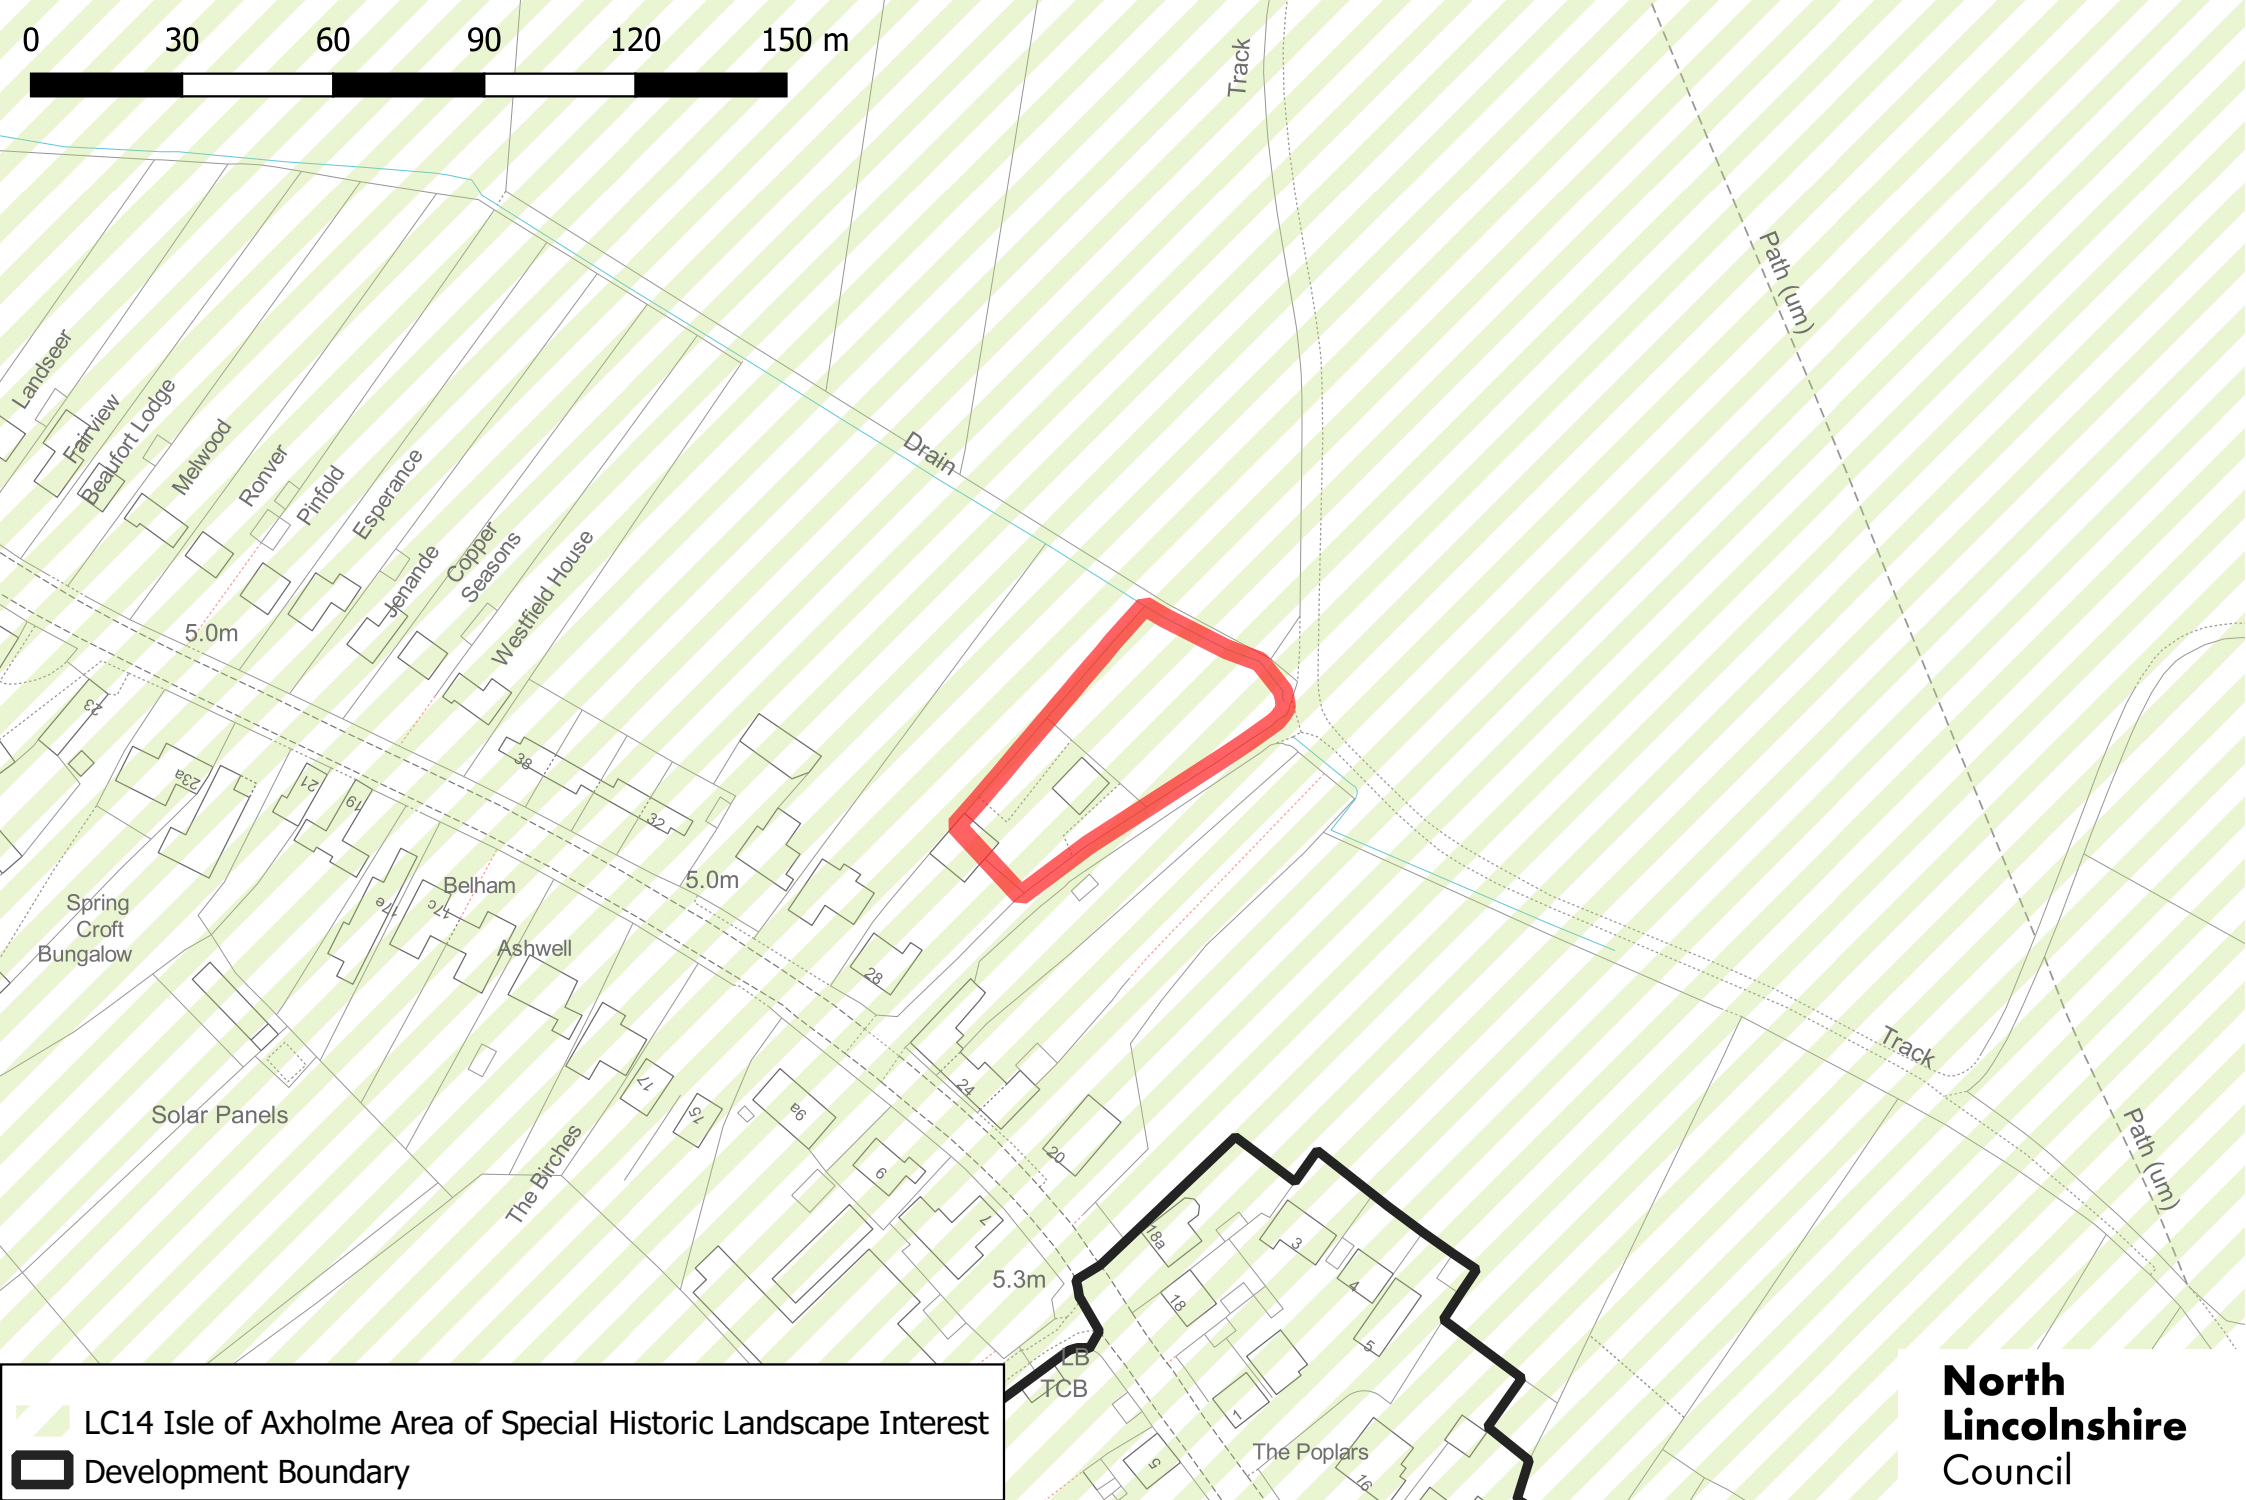 0 30 60 90 120 150 m
Track
Path (um)
Landseer
Fairview
Beaufort Lodge
Melwood
Ronver
Pinfold
Esperance
Jenande
Copper
Seasons
Westfield House
Drain
5.0m
23
23a
21
19
38
32
5.0m
Belham
17e
17c
Ashwell
Spring
Croft
Bungalow
28
24
20
Solar Panels
17
15
9a
9
7
The Birches
5.3m
18a
18
3
4
5
LB
TCB
1
The Poplars
5
16
Track
Path (um)
LC14 Isle of Axholme Area of Special Historic Landscape Interest
Development Boundary
North
Lincolnshire
Council